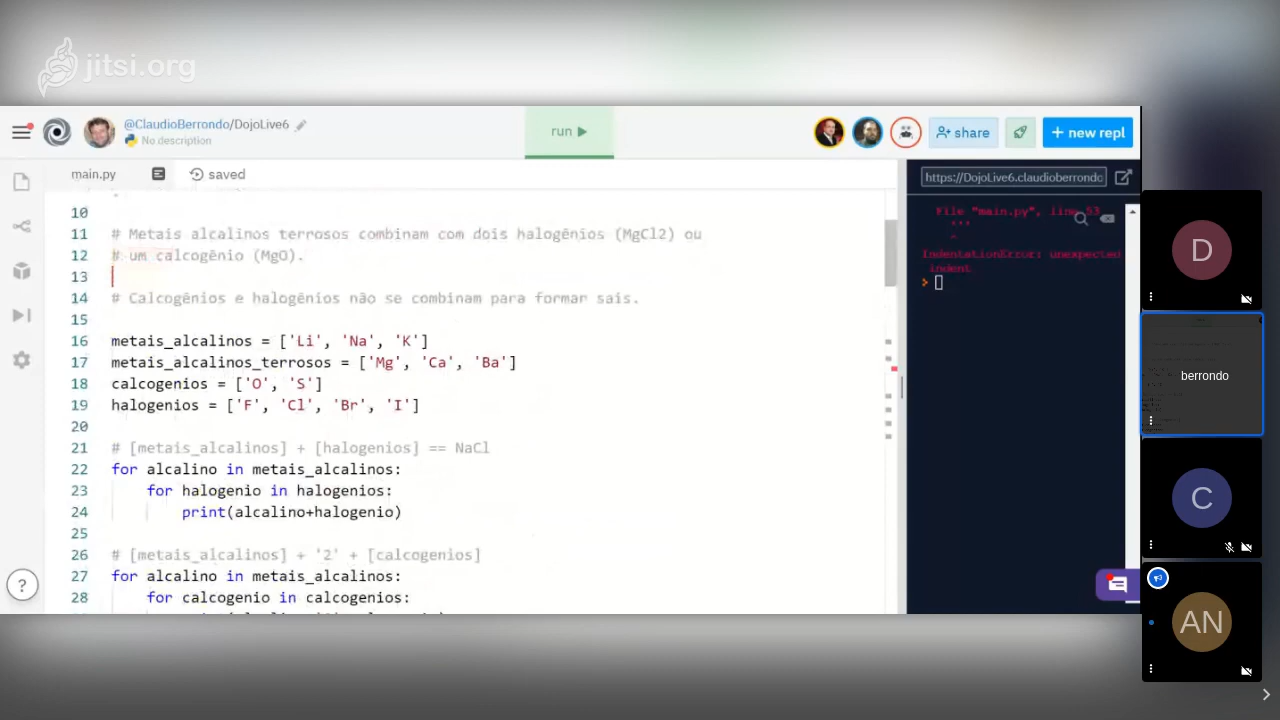 jitsi.org
@ClaudioBerrondo/DojoLive6
No description
run
share
+ new repl
main.py
saved
https://DojoLive6.claudioberrondo
10
11 # Metais alcalinos terrosos combinam com dois halogênios (MgCl2) ou
12 # um calcogênio (MgO).
13
14 # Calcogênios e halogênios não se combinam para formar sais.
15
16 metais_alcalinos = ['Li', 'Na', 'K']
17 metais_alcalinos_terrosos = ['Mg', 'Ca', 'Ba']
18 calcogenios = ['O', 'S']
19 halogenios = ['F', 'Cl', 'Br', 'I']
20
21 # [metais_alcalinos] + [halogenios] == NaCl
22 for alcalino in metais_alcalinos:
23 for halogenio in halogenios:
24 print(alcalino+halogenio)
25
26 # [metais_alcalinos] + '2' + [calcogenios]
27 for alcalino in metais_alcalinos:
28 for calcogenio in calcogenios:
File "main.py", line 53
'''
^
IndentationError: unexpected
indent
?
D
berrondo
C
AN